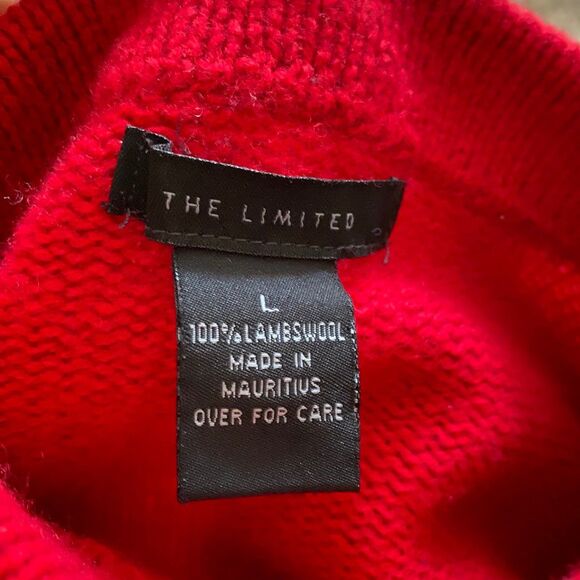 THE LIMITED
L
100% LAMBSWOOL
MADE IN
MAURITIUS
OVER FOR CARE